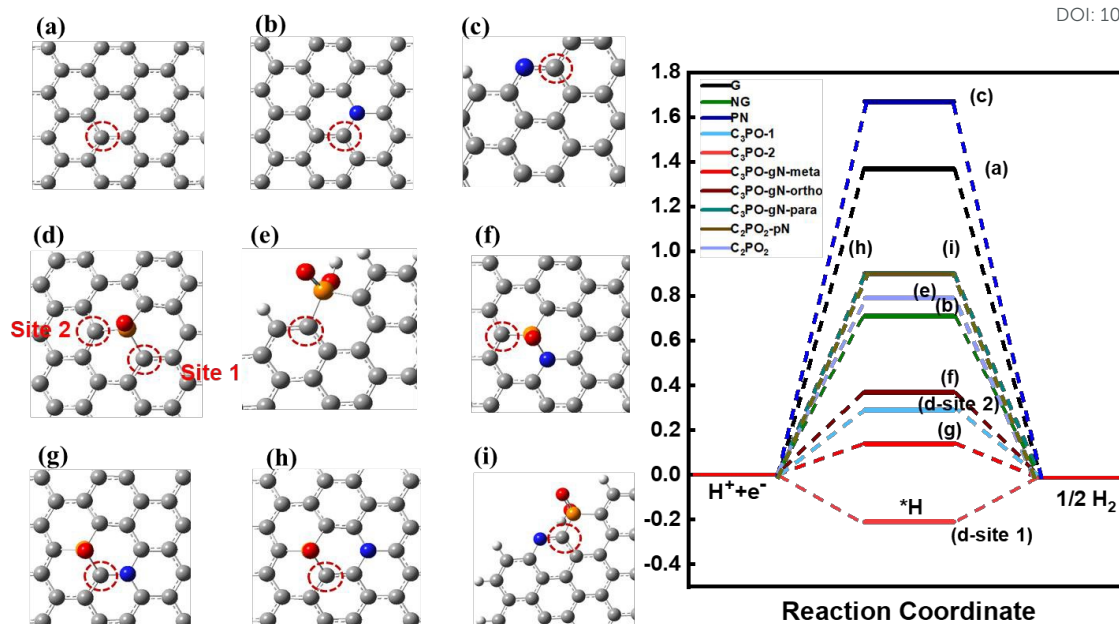 DOI: 10
(a)
(b)
(c)
(d)
Site 2
Site 1
(e)
(f)
(g)
(h)
(i)
1.8
1.6
1.4
1.2
1.0
0.8
0.6
0.4
0.2
0.0
-0.2
-0.4
G
NG
PN
C₃PO-1
C₃PO-2
C₃PO-gN-meta
C₃PO-gN-ortho
C₃PO-gN-para
C₂PO₂-pN
C₂PO₂
(c)
(a)
(h)
(i)
(e)
(b)
(f)
(d-site 2)
(g)
H⁺+e⁻
*H
1/2 H₂
(d-site 1)
Reaction Coordinate